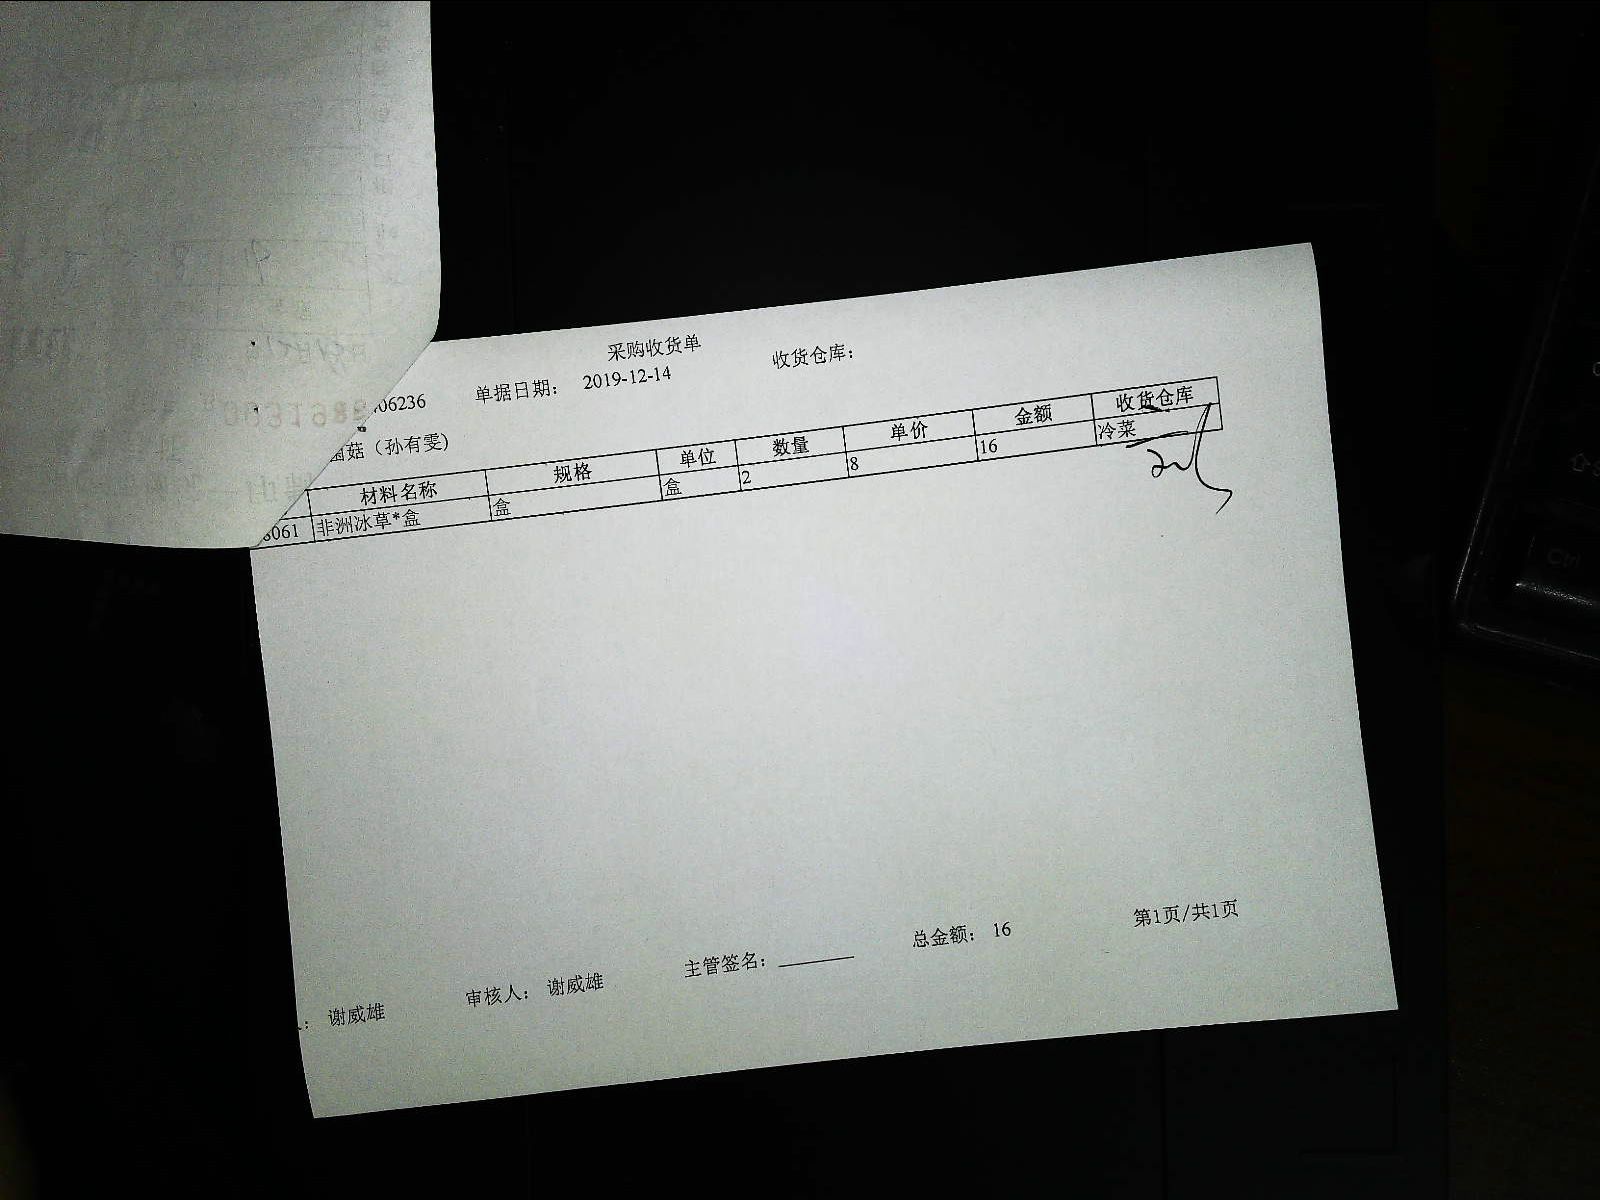 采购收货单
06236 单据日期： 2019-12-14 收货仓库：
菇（孙有雯）
材料名称 规格 单位 数量 单价 金额 收货仓库
061 非洲冰草*盒 盒 盒 2 8 16 冷菜
谢威雄 审核人： 谢威雄 主管签名： 总金额： 16 第1页/共1页